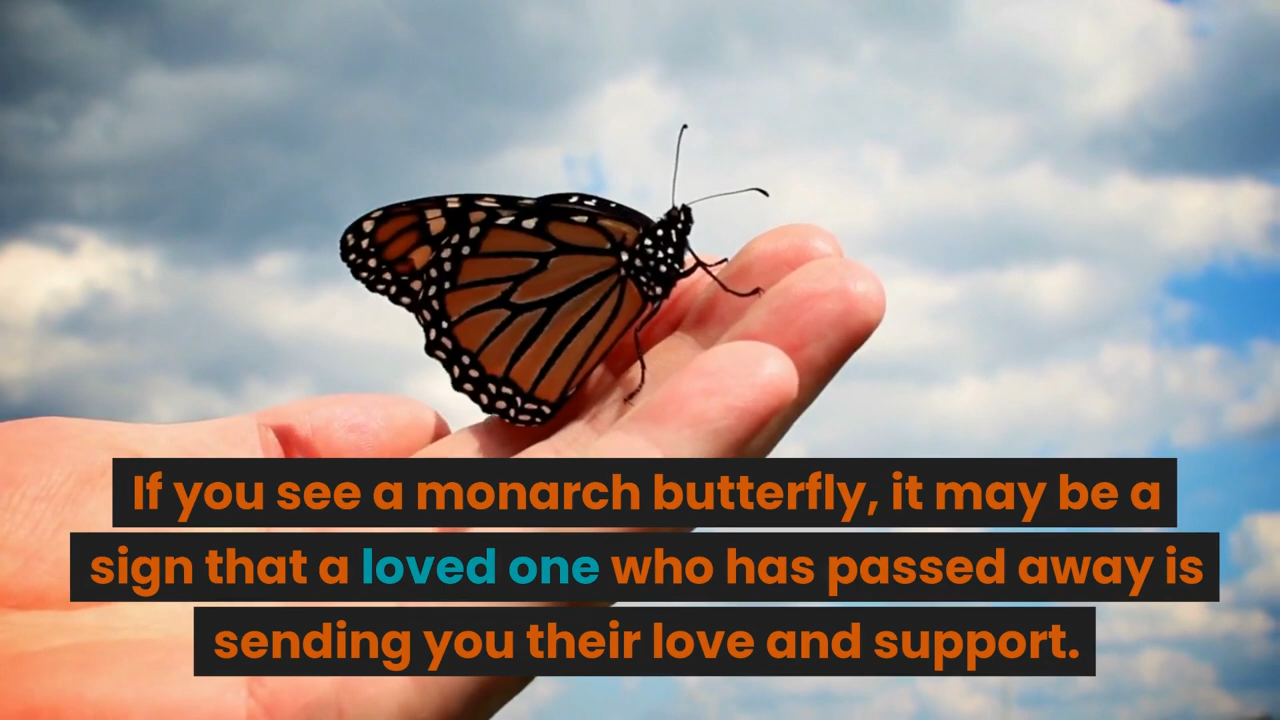 If you see a monarch butterfly, it may be a
sign that a loved one who has passed away is
sending you their love and support.